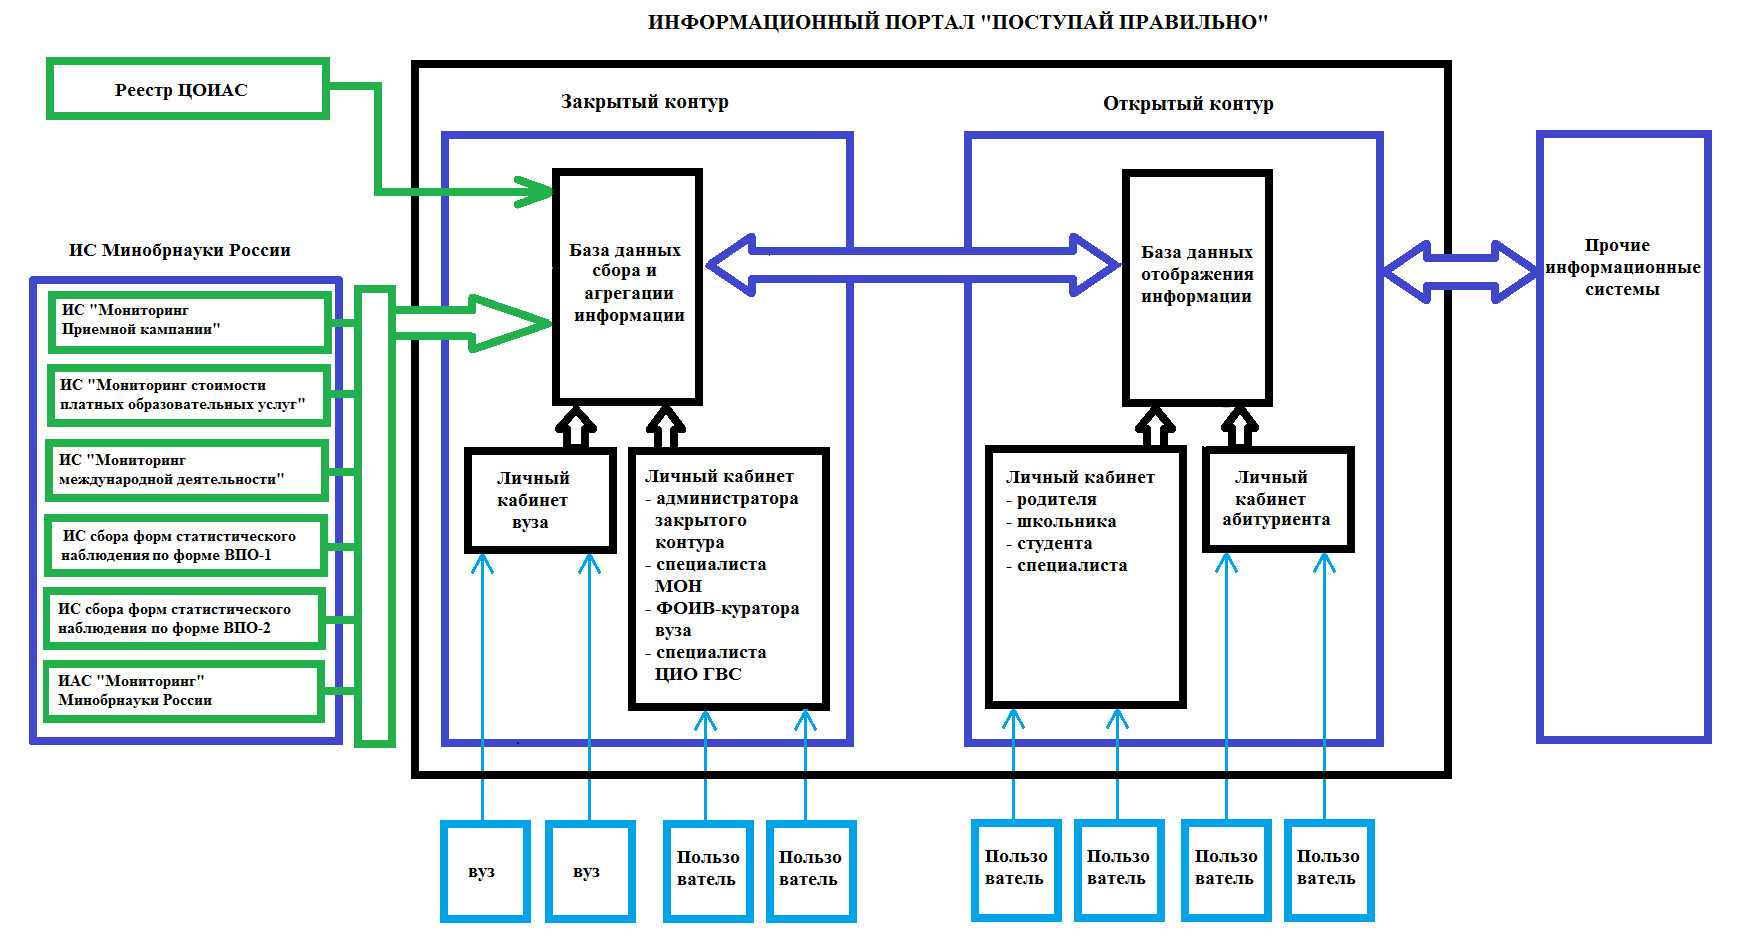 ИНФОРМАЦИОННЫЙ ПОРТАЛ "ПОСТУПАЙ ПРАВИЛЬНО"
Реестр ЦОИАС
ИС Минобрнауки России
ИС "Мониторинг
Приемной кампании"
ИС "Мониторинг стоимости
платных образовательных услуг"
ИС "Мониторинг
международной деятельности"
ИС сбора форм статистического
наблюдения по форме ВПО-1
ИС сбора форм статистического
наблюдения по форме ВПО-2
ИАС "Мониторинг"
Минобрнауки России
Закрытый контур
База данных
сбора и
агрегации
информации
Личный
кабинет
вуза
Личный кабинет
- администратора
закрытого
контура
- специалиста
МОН
- ФОИВ-куратора
вуза
- специалиста
ЦИО ГВС
Открытый контур
База данных
отображения
информации
Личный кабинет
- родителя
- школьника
- студента
- специалиста
Личный
кабинет
абитуриента
Прочие
информационные
системы
вуз
вуз
Пользо
ватель
Пользо
ватель
Пользо
ватель
Пользо
ватель
Пользо
ватель
Пользо
ватель